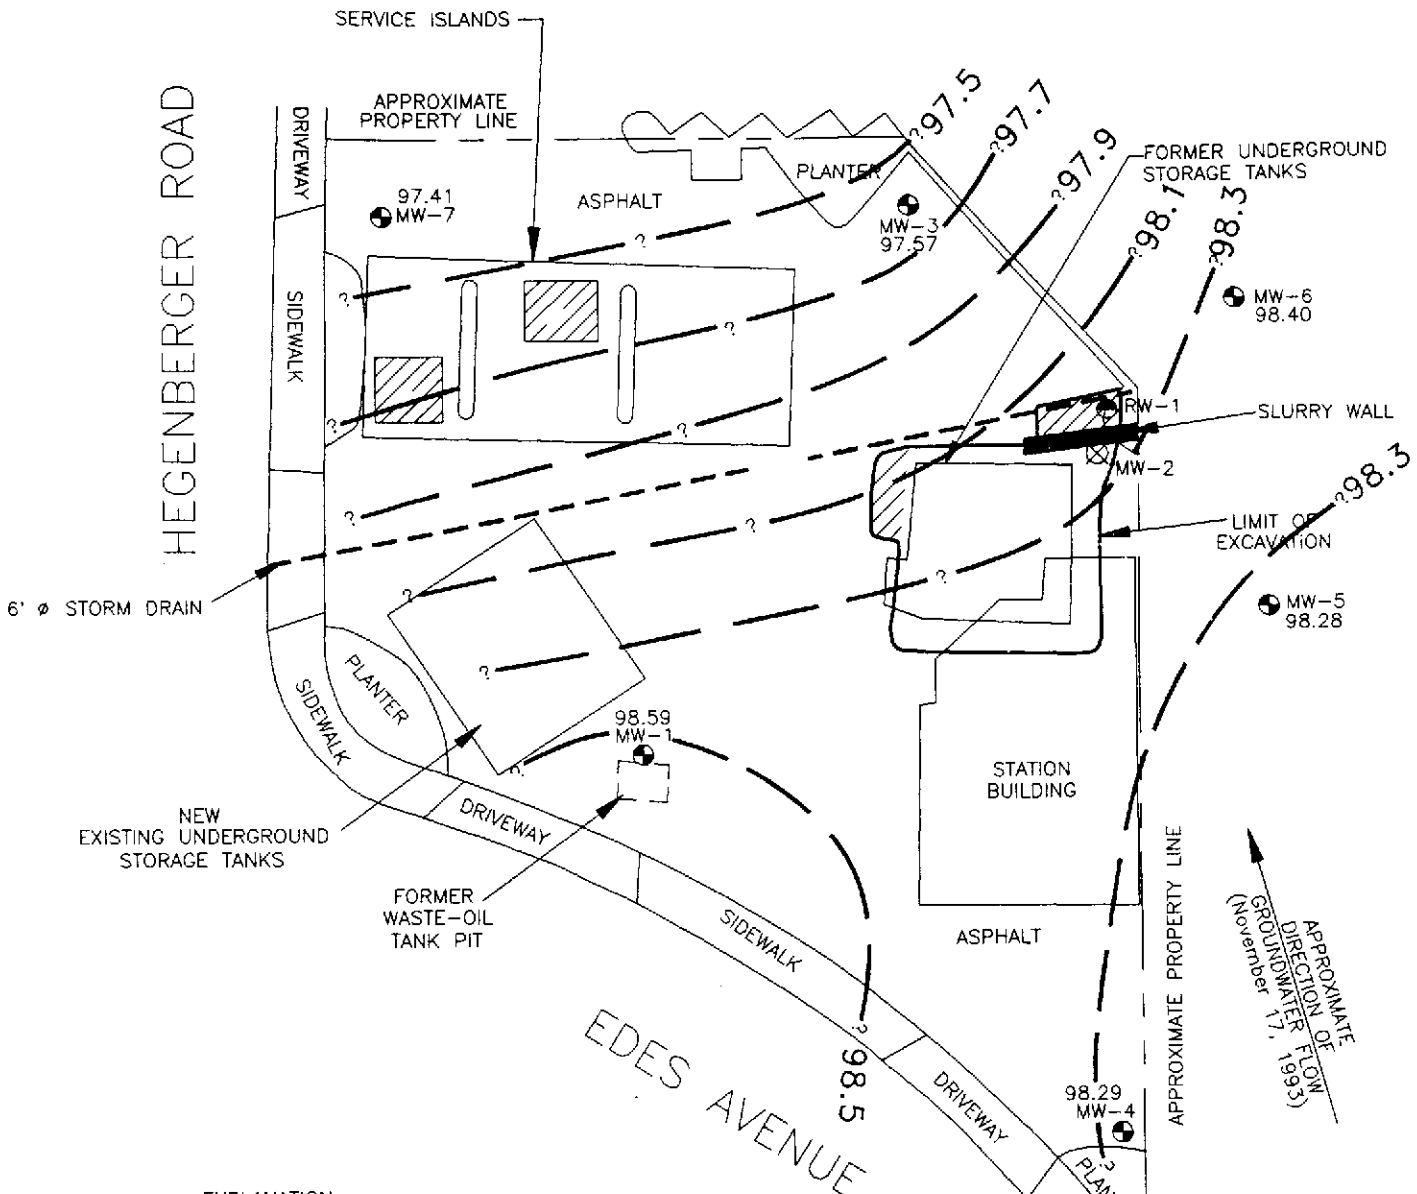 SERVICE ISLANDS
HEGENBERGER ROAD
DRIVEWAY
APPROXIMATE
PROPERTY LINE
?97.5
?97.7
?97.9
?98.1
?98.3
FORMER UNDERGROUND
STORAGE TANKS
PLANTER
ASPHALT
97.41
MW-7
MW-3
97.57
?
?
?
?
?
?
?
?
?
?
SIDEWALK
MW-6
98.40
RW-1
SLURRY WALL
MW-2
?98.3
LIMIT OF
EXCAVATION
6' ø STORM DRAIN
MW-5
98.28
PLANTER
SIDEWALK
98.59
MW-1
?
STATION
BUILDING
NEW
EXISTING UNDERGROUND
STORAGE TANKS
DRIVEWAY
FORMER
WASTE-OIL
TANK PIT
SIDEWALK
ASPHALT
APPROXIMATE PROPERTY LINE
APPROXIMATE
DIRECTION OF
GROUNDWATER FLOW
(November 17, 1993)
?
98.5
EDES AVENUE
DRIVEWAY
98.29
MW-4
?